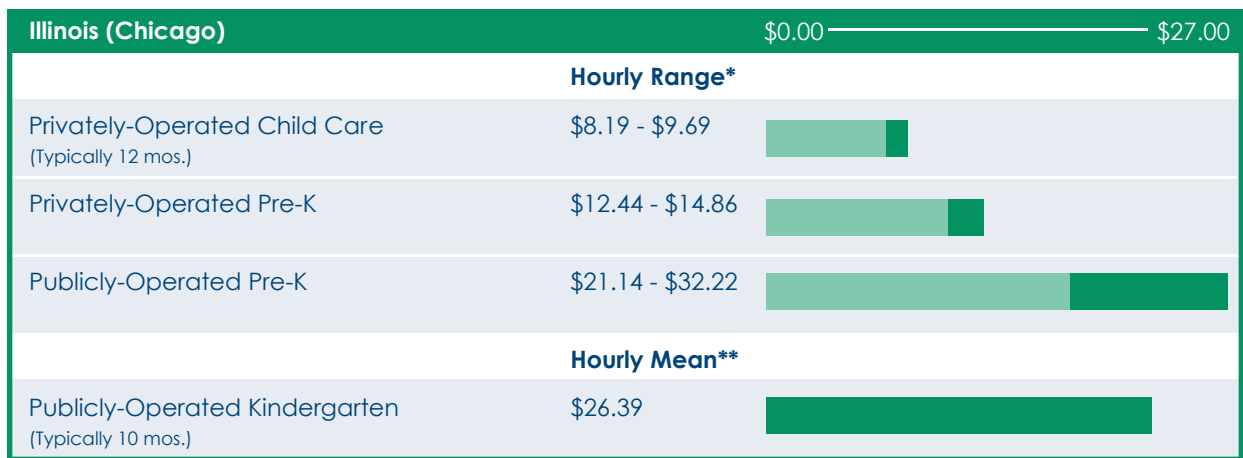 Illinois (Chicago) $0.00 $27.00
Hourly Range*
Privately-Operated Child Care $8.19 - $9.69
(Typically 12 mos.)
Privately-Operated Pre-K $12.44 - $14.86
Publicly-Operated Pre-K $21.14 - $32.22
Hourly Mean**
Publicly-Operated Kindergarten $26.39
(Typically 10 mos.)